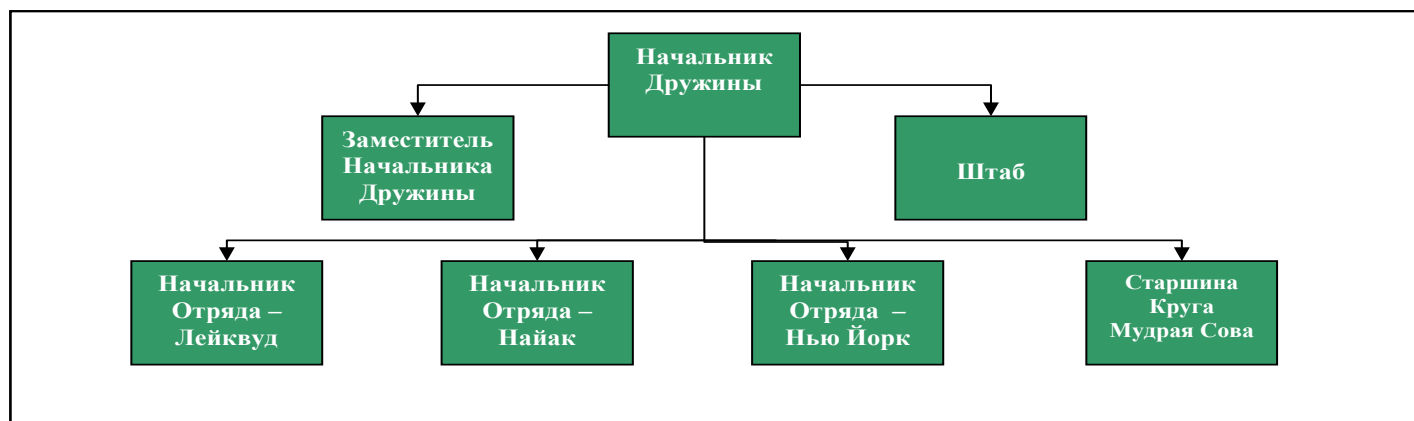 Начальник
Дружины
Заместитель
Начальника
Дружины
Штаб
Начальник
Отряда –
Лейквуд
Начальник
Отряда –
Найак
Начальник
Отряда –
Нью Йорк
Старшина
Круга
Мудрая Сова